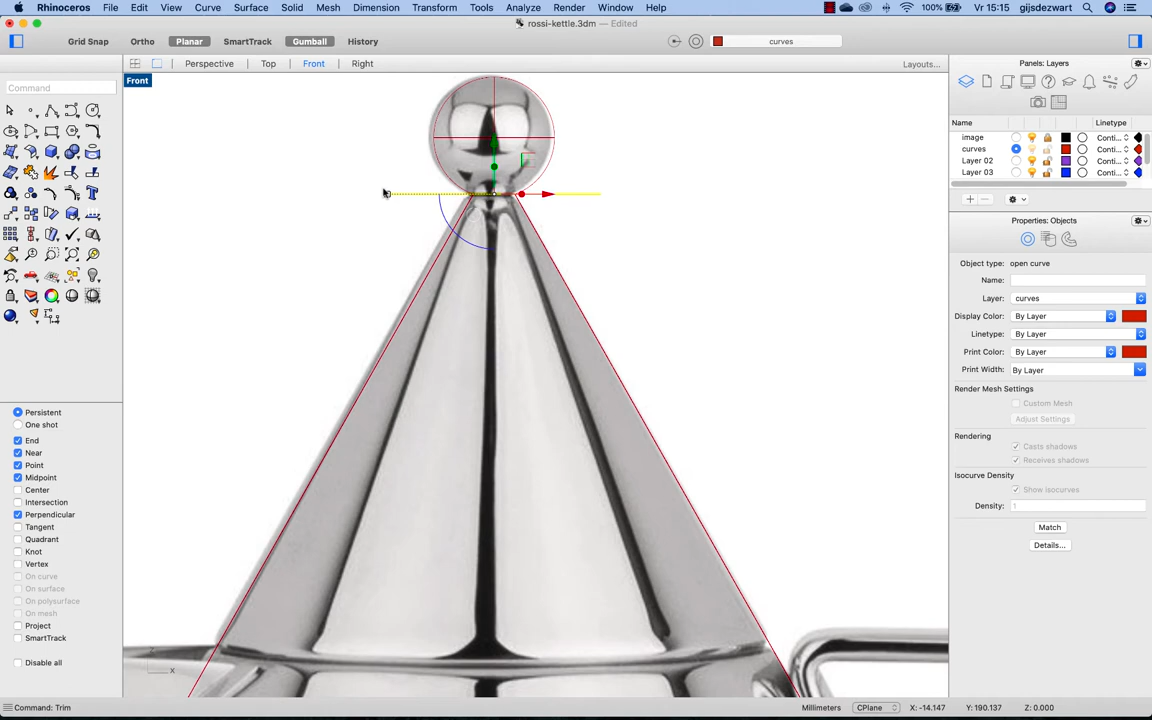 Rhinoceros File Edit View Curve Surface Solid Mesh Dimension Transform Tools Analyze Render Window Help 100% Vr 15:15 gijsdezwart
rossi-kettle.3dm — Edited
Grid Snap Ortho Planar SmartTrack Gumball History curves
Perspective Top Front Right Layouts...
Panels: Layers
Front
Command
Name Linetype
image Conti...
curves Conti...
Layer 02 Conti...
Layer 03 Conti...
Properties: Objects
Object type: open curve
Name:
Layer: curves
Display Color: By Layer
Linetype: By Layer
Print Color: By Layer
Print Width: By Layer
Render Mesh Settings
Custom Mesh
Adjust Settings
Rendering
Casts shadows
Receives shadows
Isocurve Density
Show isocurves
Density: 1
Match
Details...
Persistent
One shot
End
Near
Point
Midpoint
Center
Intersection
Perpendicular
Tangent
Quadrant
Knot
Vertex
On curve
On surface
On polysurface
On mesh
Project
SmartTrack
Disable all
x
Command: Trim Millimeters CPlane X: -14.147 Y: 190.137 Z: 0.000